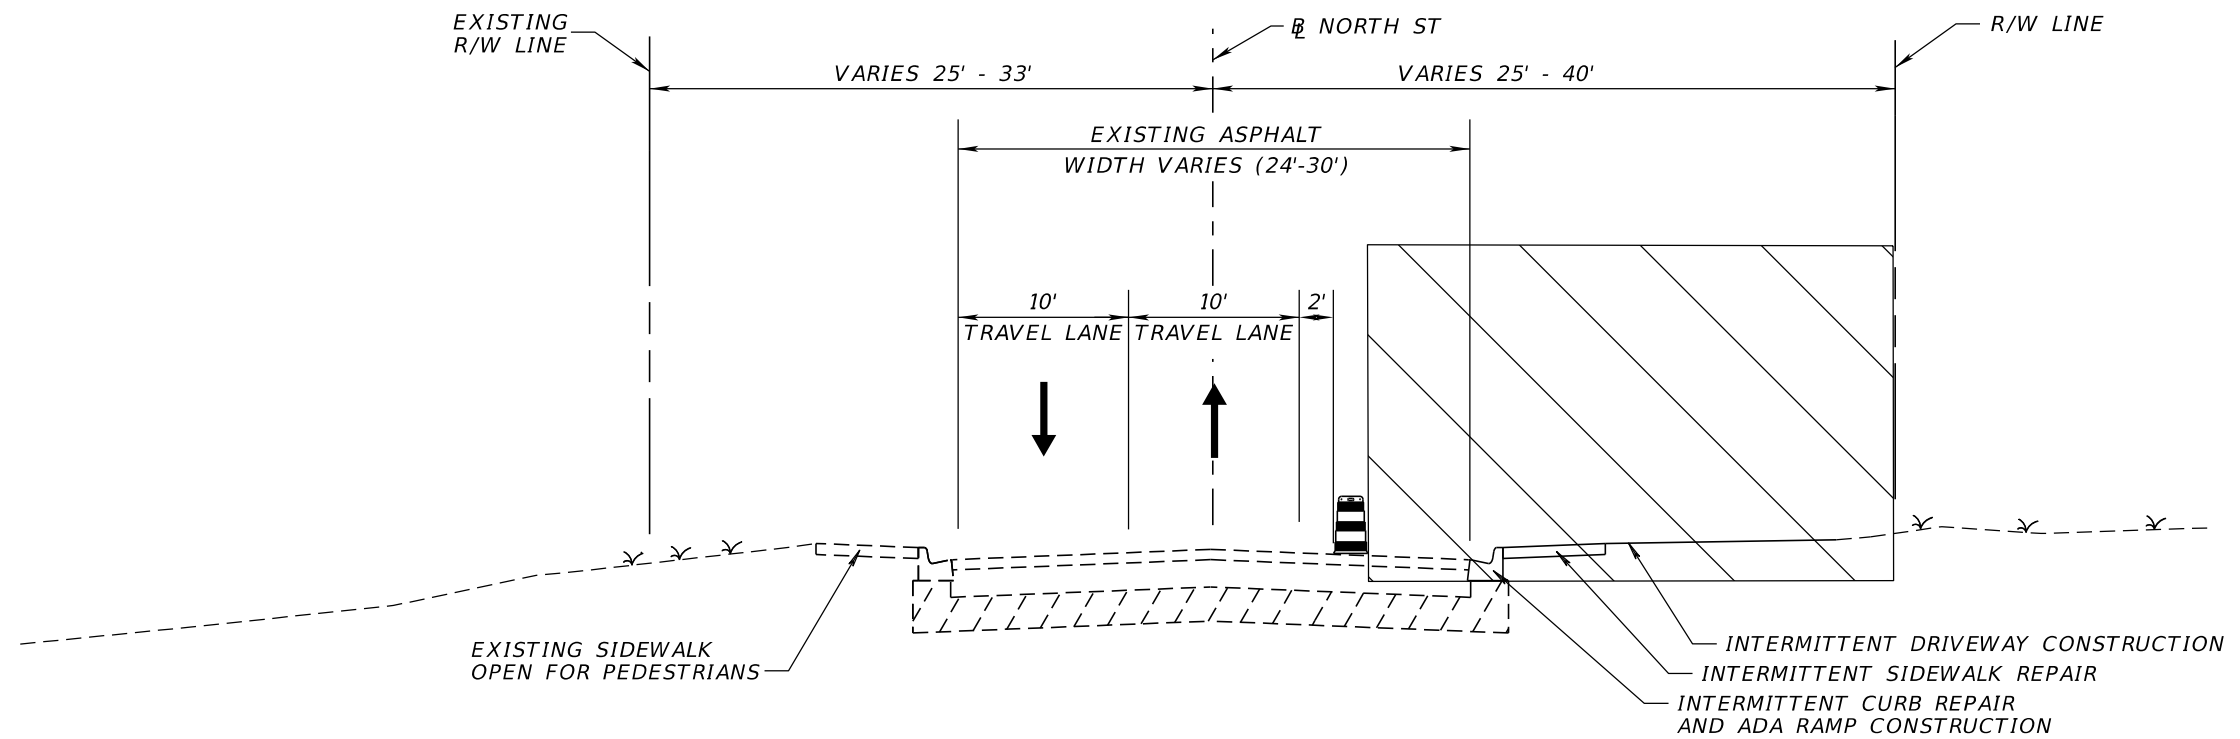 EXISTING
R/W LINE
BL NORTH ST
R/W LINE
VARIES 25' - 33'
VARIES 25' - 40'
EXISTING ASPHALT
WIDTH VARIES (24'-30')
10'
10'
2'
TRAVEL LANE
TRAVEL LANE
EXISTING SIDEWALK
OPEN FOR PEDESTRIANS
INTERMITTENT DRIVEWAY CONSTRUCTION
INTERMITTENT SIDEWALK REPAIR
INTERMITTENT CURB REPAIR
AND ADA RAMP CONSTRUCTION